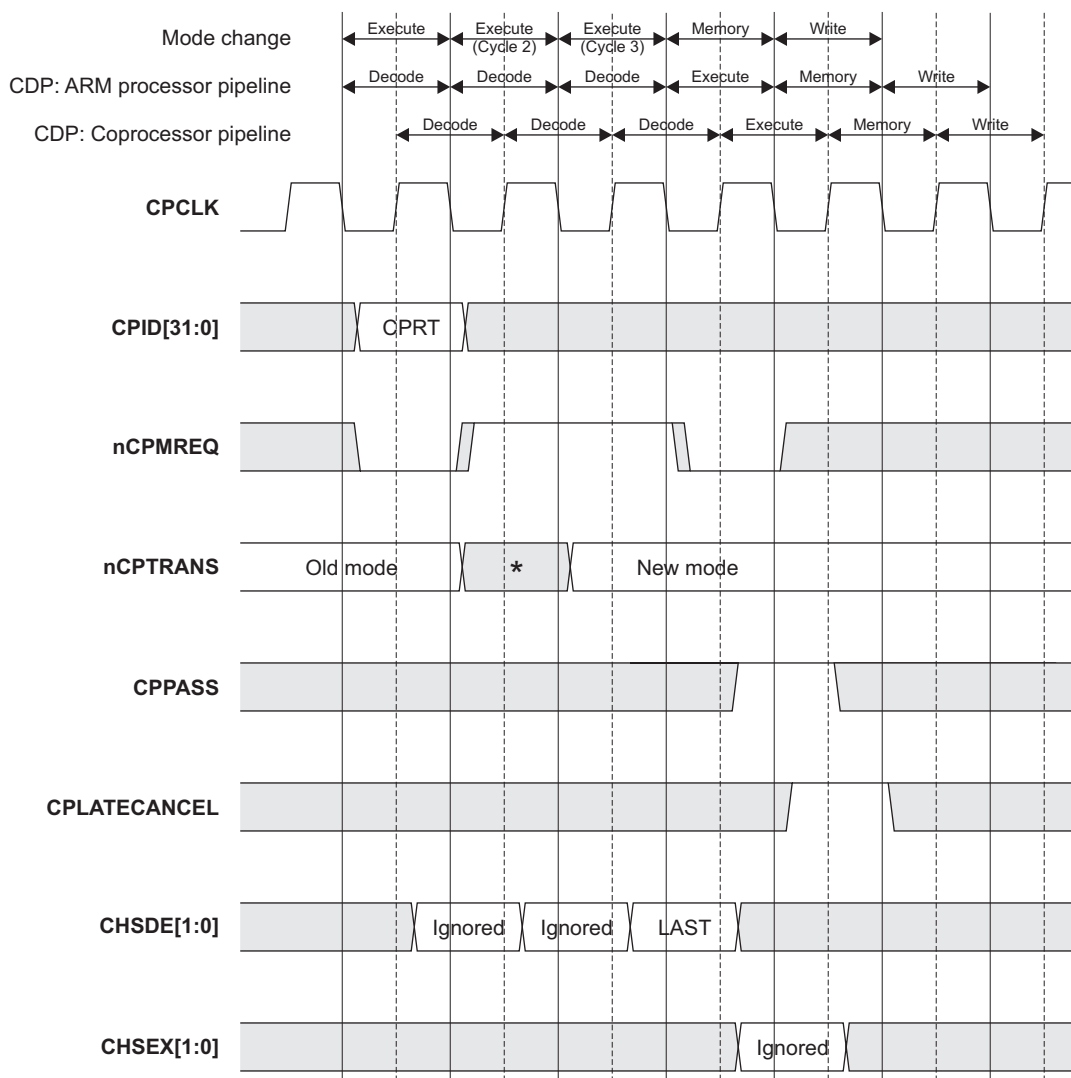 Mode change
Execute
Execute
(Cycle 2)
Execute
(Cycle 3)
Memory
Write
CDP: ARM processor pipeline
Decode
Decode
Decode
Execute
Memory
Write
CDP: Coprocessor pipeline
Decode
Decode
Decode
Execute
Memory
Write
CPCLK
CPID[31:0]
CPRT
nCPMREQ
nCPTRANS
Old mode
*
New mode
CPPASS
CPLATECANCEL
CHSDE[1:0]
Ignored
Ignored
LAST
CHSEX[1:0]
Ignored